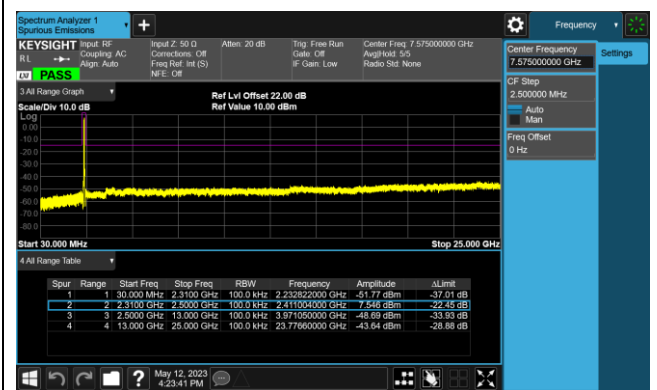 Spectrum Analyzer 1
Spurious Emissions
Frequency
KEYSIGHT Input: RF Input Z: 50 Ω Atten: 20 dB Trig: Free Run Center Freq: 7.575000000 GHz
RL Coupling: AC Corrections: Off Gate: Off Avg|Hold: 5/5
Align: Auto Freq Ref: Int (S) IF Gain: Low Radio Std: None
LXI PASS NFE: Off
Center Frequency
7.575000000 GHz
Settings
CF Step
2.500000 MHz
Auto
Man
Freq Offset
0 Hz
3 All Range Graph
Ref Lvl Offset 22.00 dB
Scale/Div 10.0 dB Ref Value 10.00 dBm
Log
0.00
-10.0
-20.0
-30.0
-40.0
-50.0
-60.0
-70.0
-80.0
Start 30.000 MHz Stop 25.000 GHz
4 All Range Table
Spur Range Start Freq Stop Freq RBW Frequency Amplitude ΔLimit
1 1 30.000 MHz 2.3100 GHz 100.0 kHz 2.232822000 GHz -51.77 dBm -37.01 dB
2 2 2.3100 GHz 2.5000 GHz 100.0 kHz 2.411004000 GHz 7.546 dBm -22.45 dB
3 3 2.5000 GHz 13.000 GHz 100.0 kHz 3.971050000 GHz -48.69 dBm -33.93 dB
4 4 13.000 GHz 25.000 GHz 100.0 kHz 23.77660000 GHz -43.64 dBm -28.88 dB
May 12, 2023
4:23:41 PM